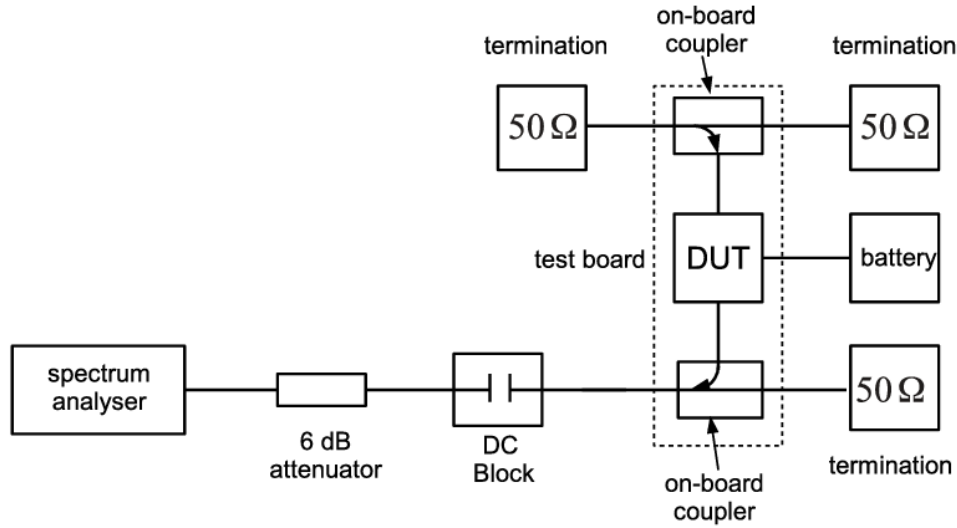 on-board
coupler
termination
termination
50 Ω
50 Ω
test board
DUT
battery
spectrum
analyser
6 dB
attenuator
DC
Block
50 Ω
termination
on-board
coupler